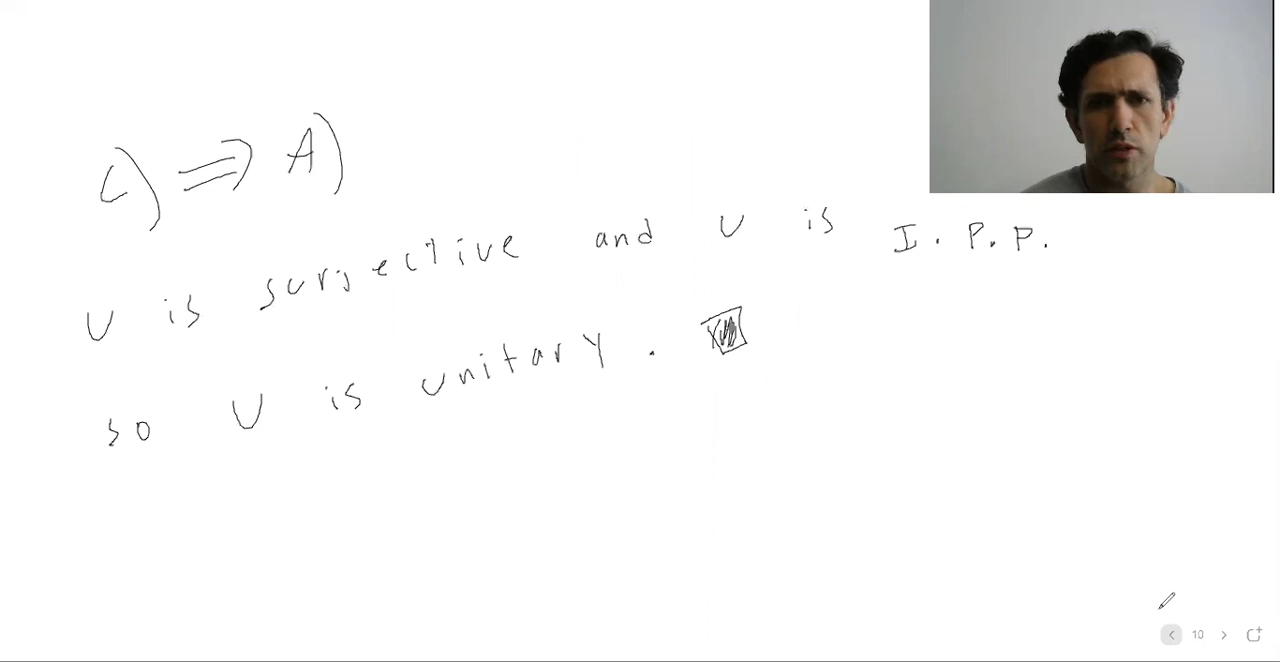 C) ⇒ A)
U is surjective and U is I.P.P.
so U is unitary.
10